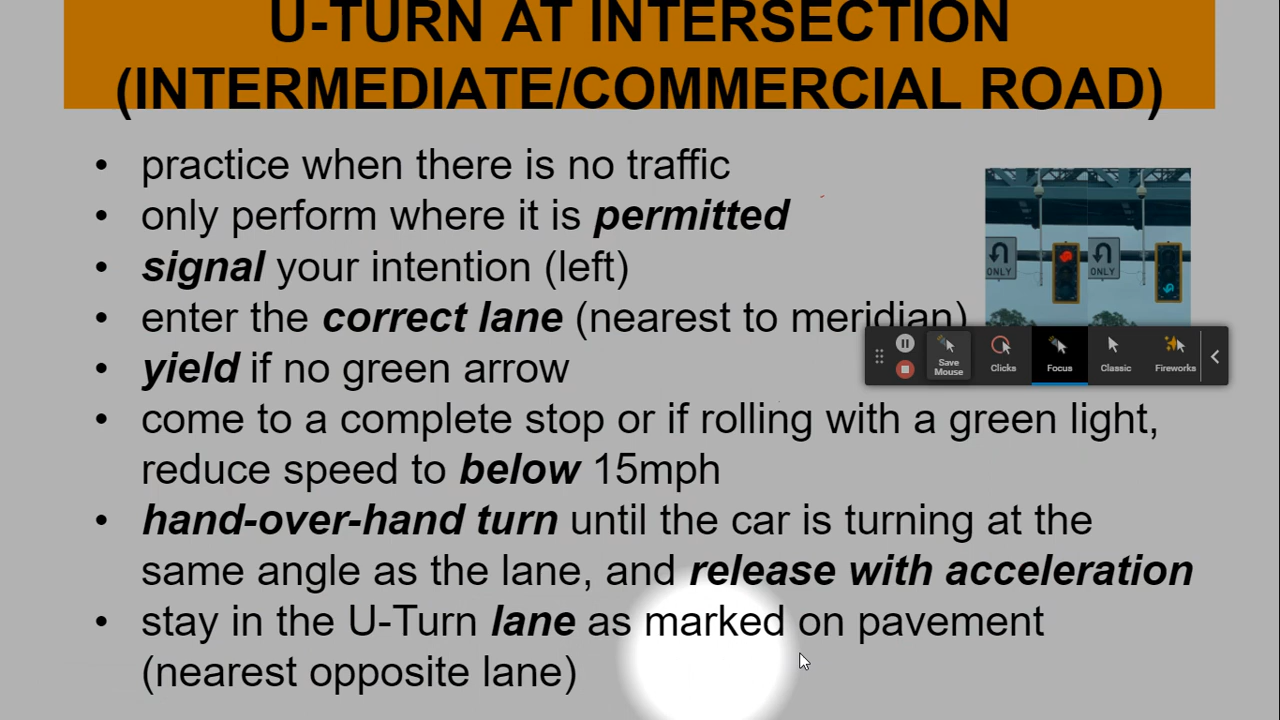 U-TURN AT INTERSECTION
(INTERMEDIATE/COMMERCIAL ROAD)
• practice when there is no traffic
• only perform where it is permitted
• signal your intention (left)
• enter the correct lane (nearest to meridian)
• yield if no green arrow
• come to a complete stop or if rolling with a green light,
reduce speed to below 15mph
• hand-over-hand turn until the car is turning at the
same angle as the lane, and release with acceleration
• stay in the U-Turn lane as marked on pavement
(nearest opposite lane)
ONLY
ONLY
Save
Mouse
Clicks
Focus
Classic
Fireworks